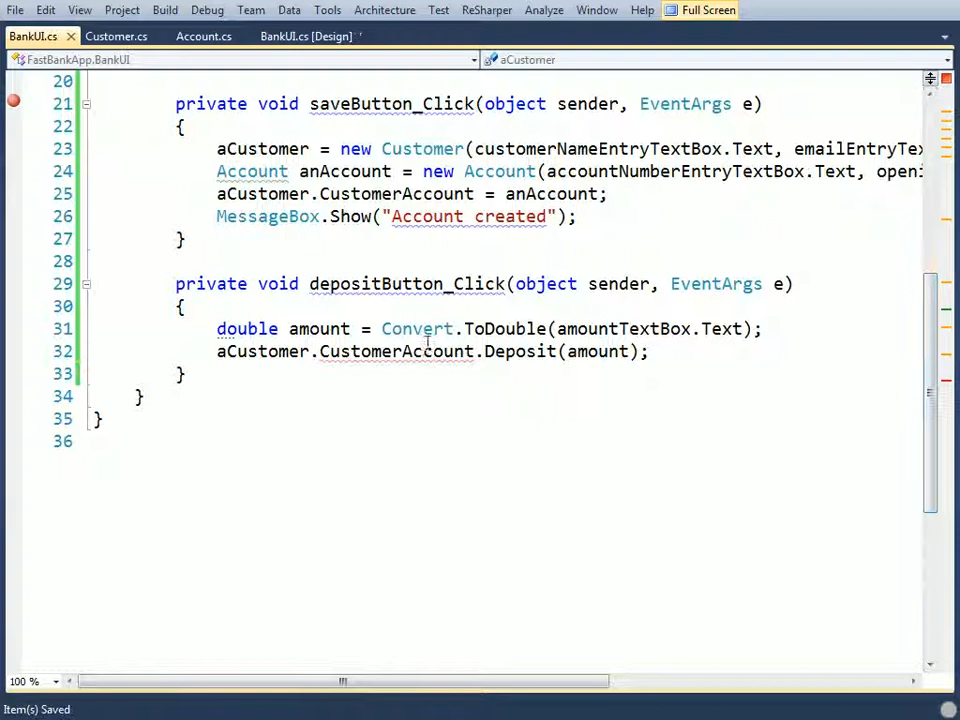 File Edit View Project Build Debug Team Data Tools Architecture Test ReSharper Analyze Window Help Full Screen
BankUI.cs Customer.cs Account.cs BankUI.cs [Design]
FastBankApp.BankUI aCustomer
20
21 private void saveButton_Click(object sender, EventArgs e)
22 {
23 aCustomer = new Customer(customerNameEntryTextBox.Text, emailEntryTex
24 Account anAccount = new Account(accountNumberEntryTextBox.Text, openi
25 aCustomer.CustomerAccount = anAccount;
26 MessageBox.Show("Account created");
27 }
28
29 private void depositButton_Click(object sender, EventArgs e)
30 {
31 double amount = Convert.ToDouble(amountTextBox.Text);
32 aCustomer.CustomerAccount.Deposit(amount);
33 }
34 }
35 }
36
100 %
Item(s) Saved